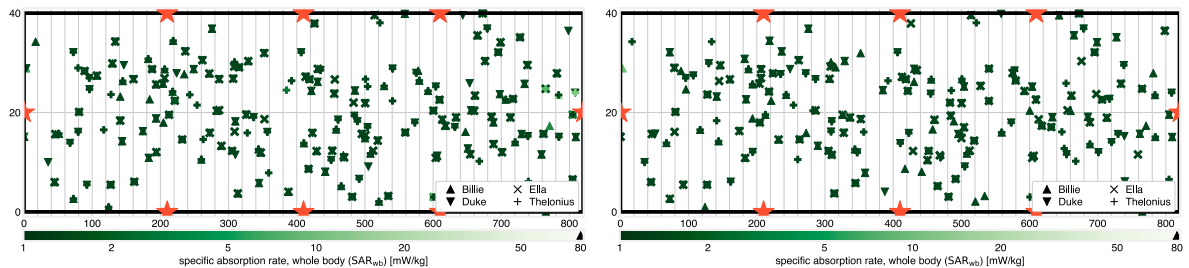 40
20
0
0 100 200 300 400 500 600 700 800
Billie Ella
Duke Thelonius
1 2 5 10 20 50 80
specific absorption rate, whole body (SARwb) [mW/kg]
40
20
0
0 100 200 300 400 500 600 700 800
Billie Ella
Duke Thelonius
1 2 5 10 20 50 80
specific absorption rate, whole body (SARwb) [mW/kg]